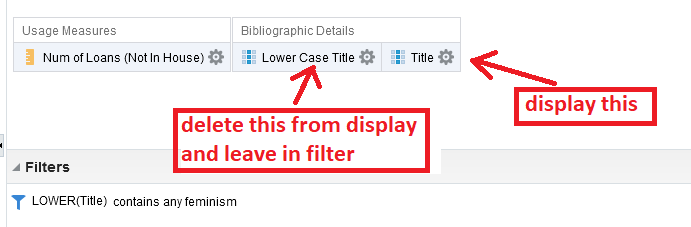 Usage Measures Bibliographic Details
Num of Loans (Not In House) Lower Case Title Title
display this
delete this from display
and leave in filter
Filters
LOWER(Title) contains any feminism